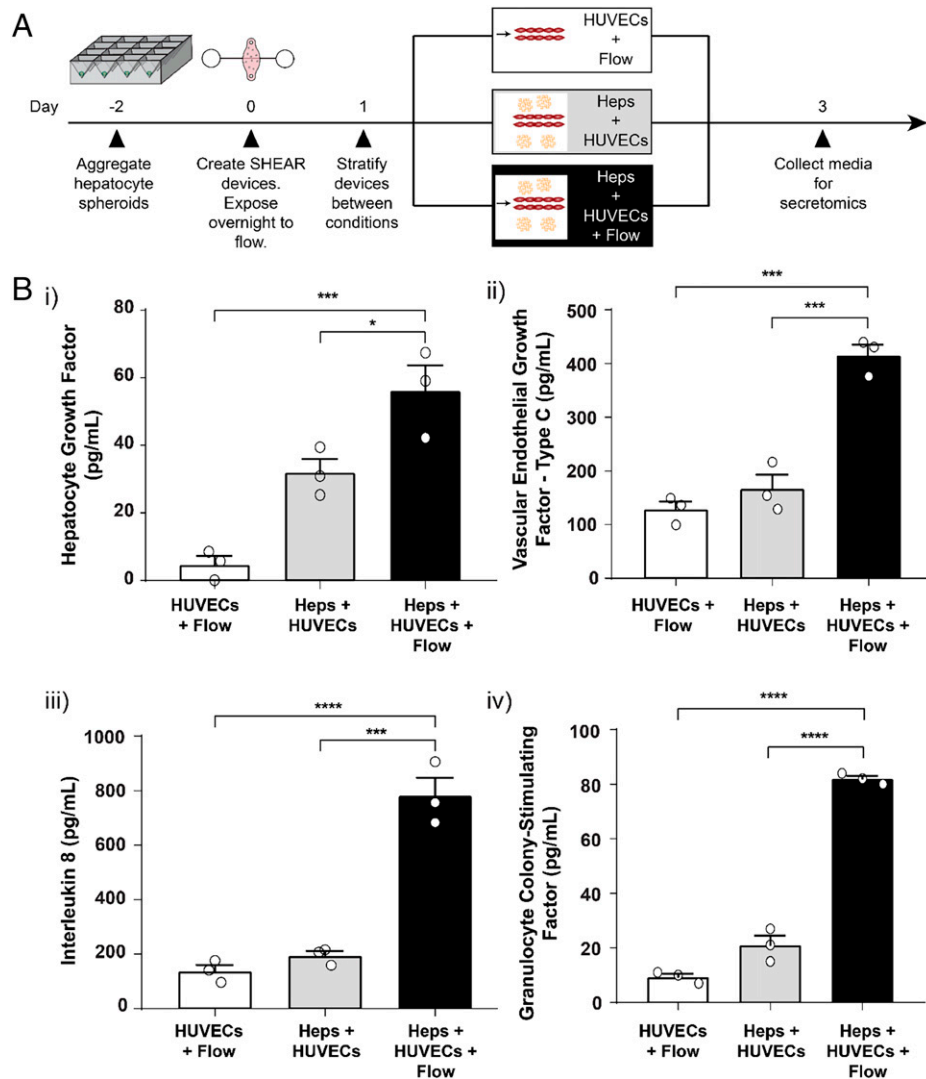 A
HUVECs
+
Flow
Day
-2
0
1
Heps
+
HUVECs
3
Aggregate
hepatocyte
spheroids
Create SHEAR
devices.
Expose
overnight to
flow.
Stratify
devices
between
conditions
Heps
+
HUVECs
+ Flow
Collect media
for
secretomics
B
i)
Hepatocyte Growth Factor
(pg/mL)
80
60
40
20
0
***
*
HUVECs
+ Flow
Heps +
HUVECs
Heps +
HUVECs +
Flow
ii)
Vascular Endothelial Growth
Factor - Type C (pg/mL)
500
400
300
200
100
0
***
***
HUVECs
+ Flow
Heps +
HUVECs
Heps +
HUVECs +
Flow
iii)
Interleukin 8 (pg/mL)
1000
800
600
400
200
0
****
***
HUVECs
+ Flow
Heps +
HUVECs
Heps +
HUVECs +
Flow
iv)
Granulocyte Colony-Stimulating
Factor (pg/mL)
100
80
60
40
20
0
****
****
HUVECs
+ Flow
Heps +
HUVECs
Heps +
HUVECs +
Flow